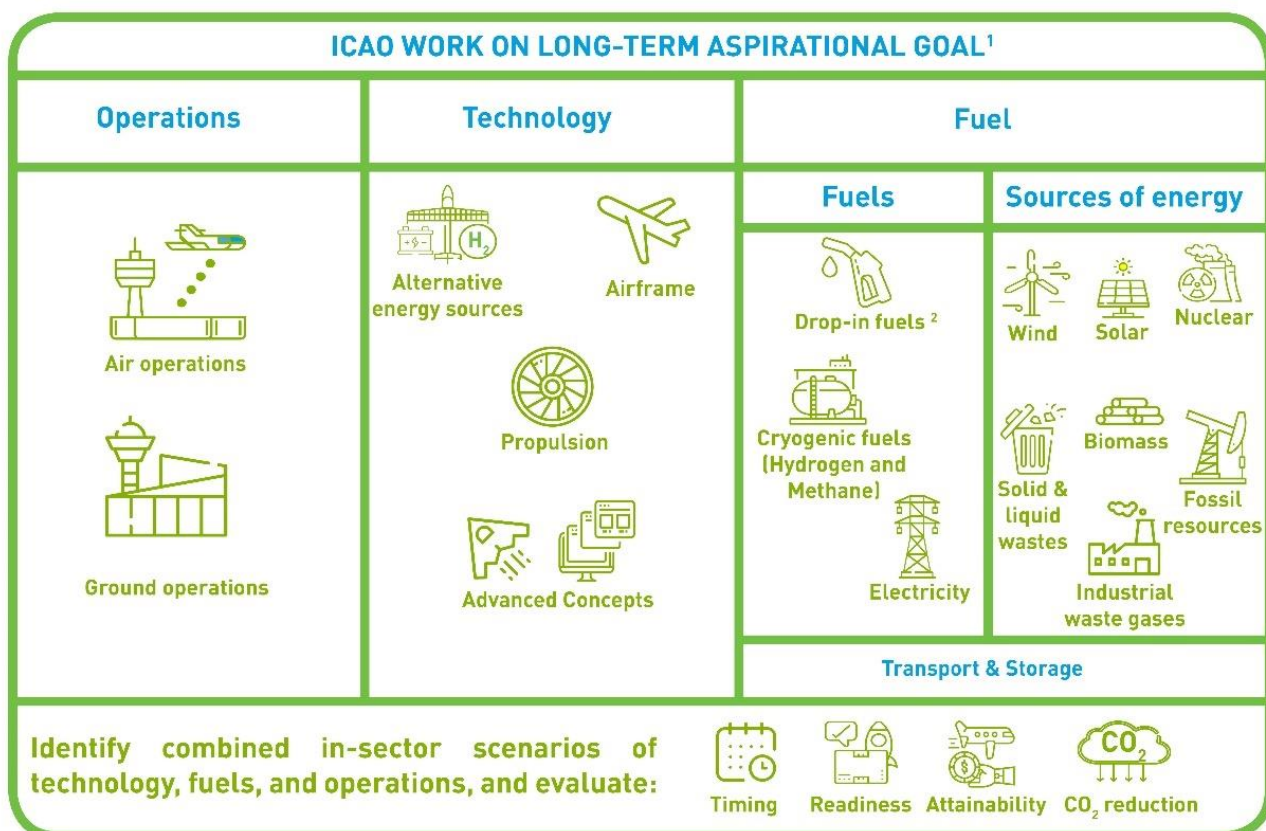 ICAO WORK ON LONG-TERM ASPIRATIONAL GOAL¹
Operations
Technology
Fuel
Fuels
Sources of energy
Air operations
Ground operations
H₂
Alternative
energy sources
Airframe
Propulsion
Advanced Concepts
Drop-in fuels ²
Cryogenic fuels
(Hydrogen and
Methane)
Electricity
Wind
Solar
Nuclear
Solid &
liquid
wastes
Biomass
Fossil
resources
Industrial
waste gases
Transport & Storage
Identify combined in-sector scenarios of
technology, fuels, and operations, and evaluate:
Timing
Readiness
$
Attainability
CO₂
CO₂ reduction